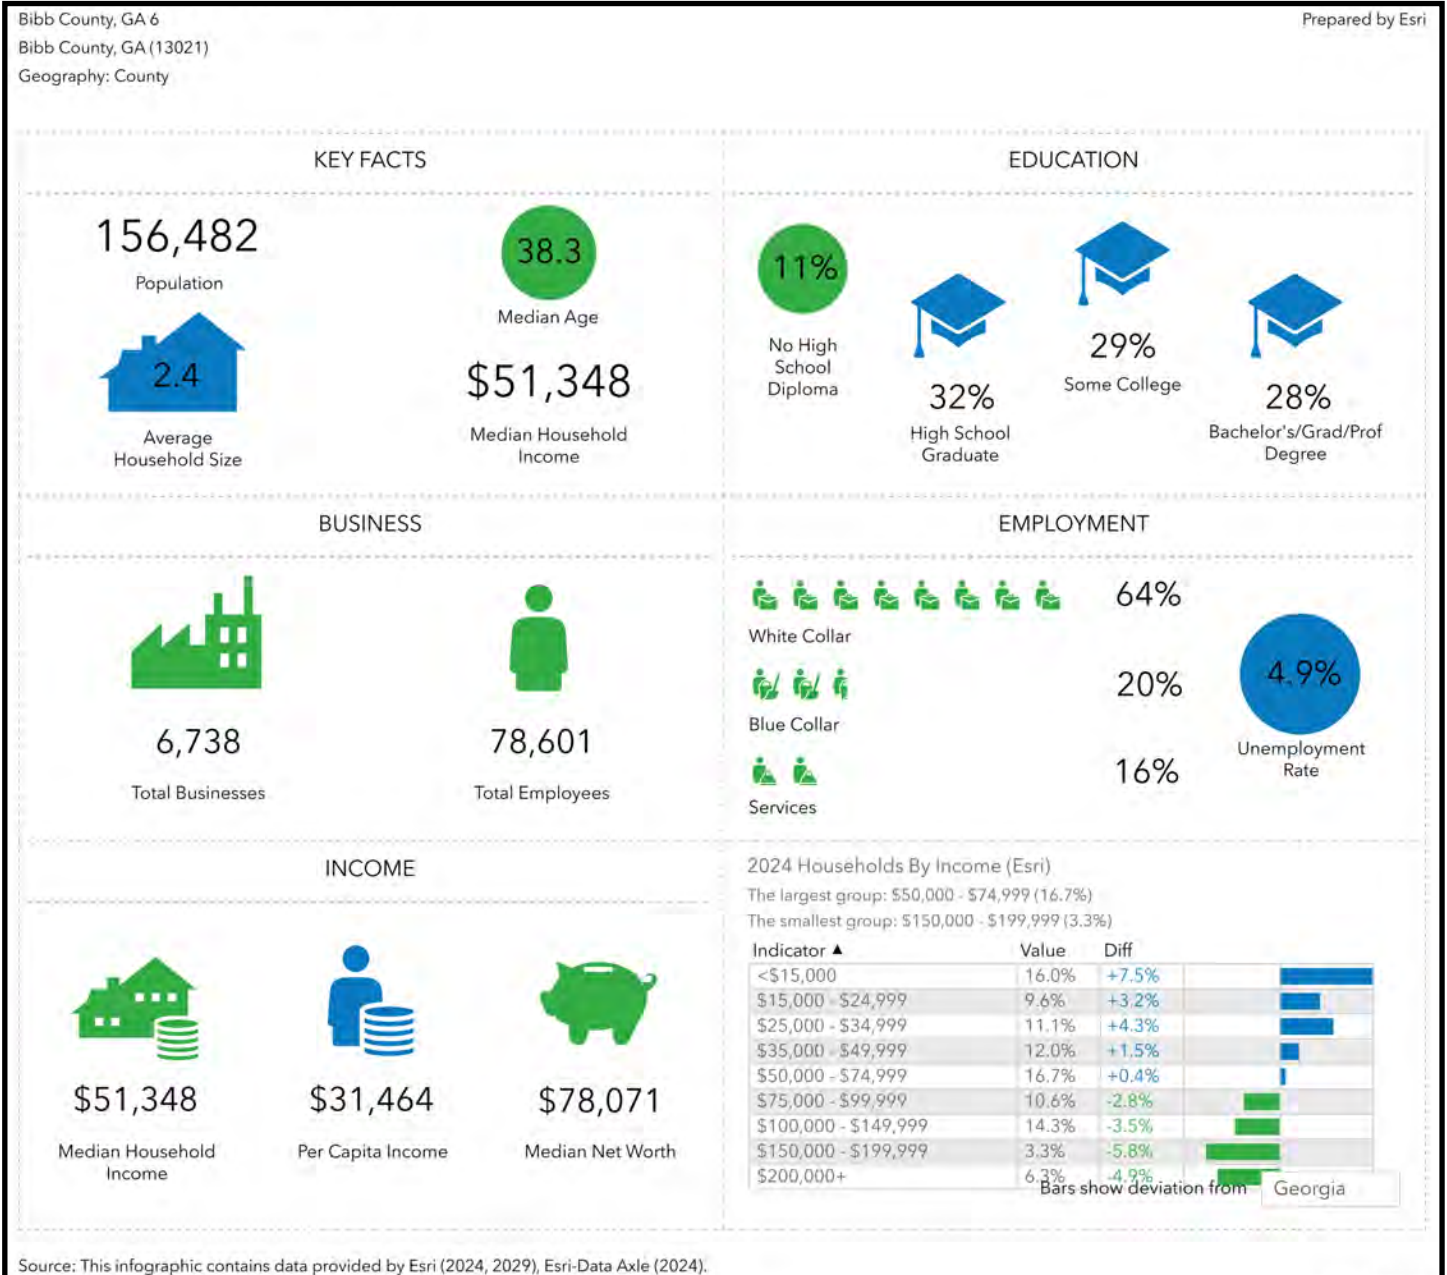 Bibb County, GA 6
Prepared by Esri
Bibb County, GA (13021)
Geography: County
KEY FACTS
156,482
Population
38.3
Median Age
2.4
Average
Household Size
$51,348
Median Household
Income
EDUCATION
11%
No High
School
Diploma
32%
High School
Graduate
29%
Some College
28%
Bachelor's/Grad/Prof
Degree
BUSINESS
6,738
Total Businesses
78,601
Total Employees
EMPLOYMENT
64%
White Collar
20%
Blue Collar
16%
Services
4.9%
Unemployment
Rate
INCOME
$51,348
Median Household
Income
$31,464
Per Capita Income
$78,071
Median Net Worth
2024 Households By Income (Esri)
The largest group: $50,000 - $74,999 (16.7%)
The smallest group: $150,000 - $199,999 (3.3%)
Indicator ▲ Value Diff
<$15,000 16.0% +7.5%
$15,000 - $24,999 9.6% +3.2%
$25,000 - $34,999 11.1% +4.3%
$35,000 - $49,999 12.0% +1.5%
$50,000 - $74,999 16.7% +0.4%
$75,000 - $99,999 10.6% -2.8%
$100,000 - $149,999 14.3% -3.5%
$150,000 - $199,999 3.3% -5.8%
$200,000+ 6.3% -4.9%
Bars show deviation from Georgia
Source: This infographic contains data provided by Esri (2024, 2029), Esri-Data Axle (2024).